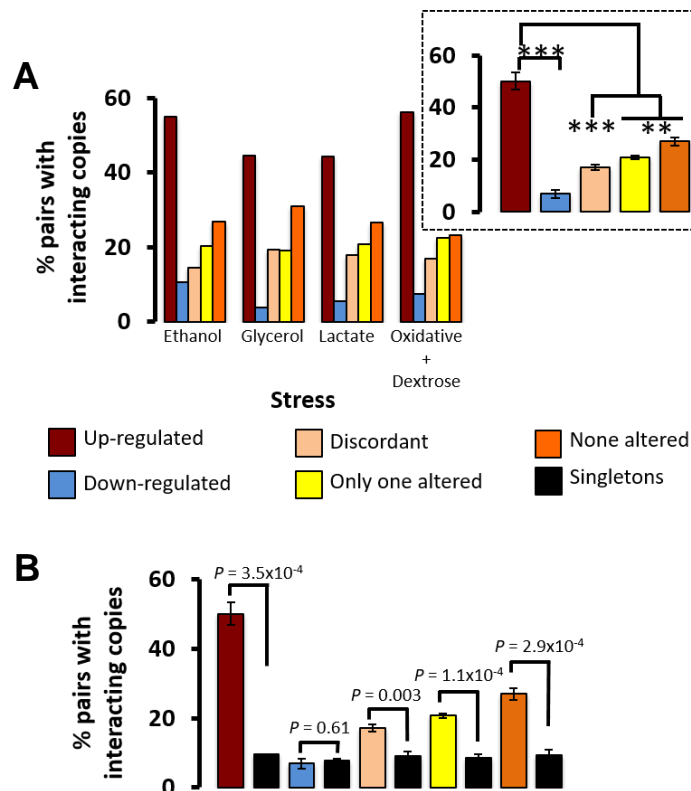 A
% pairs with
interacting copies
60
40
20
0
Ethanol
Glycerol
Lactate
Oxidative
+
Dextrose
Stress
60
40
20
0
***
***
**
Up-regulated
Discordant
None altered
Down-regulated
Only one altered
Singletons
B
% pairs with
interacting copies
60
40
20
0
P = 3.5x10-4
P = 0.61
P = 0.003
P = 1.1x10-4
P = 2.9x10-4